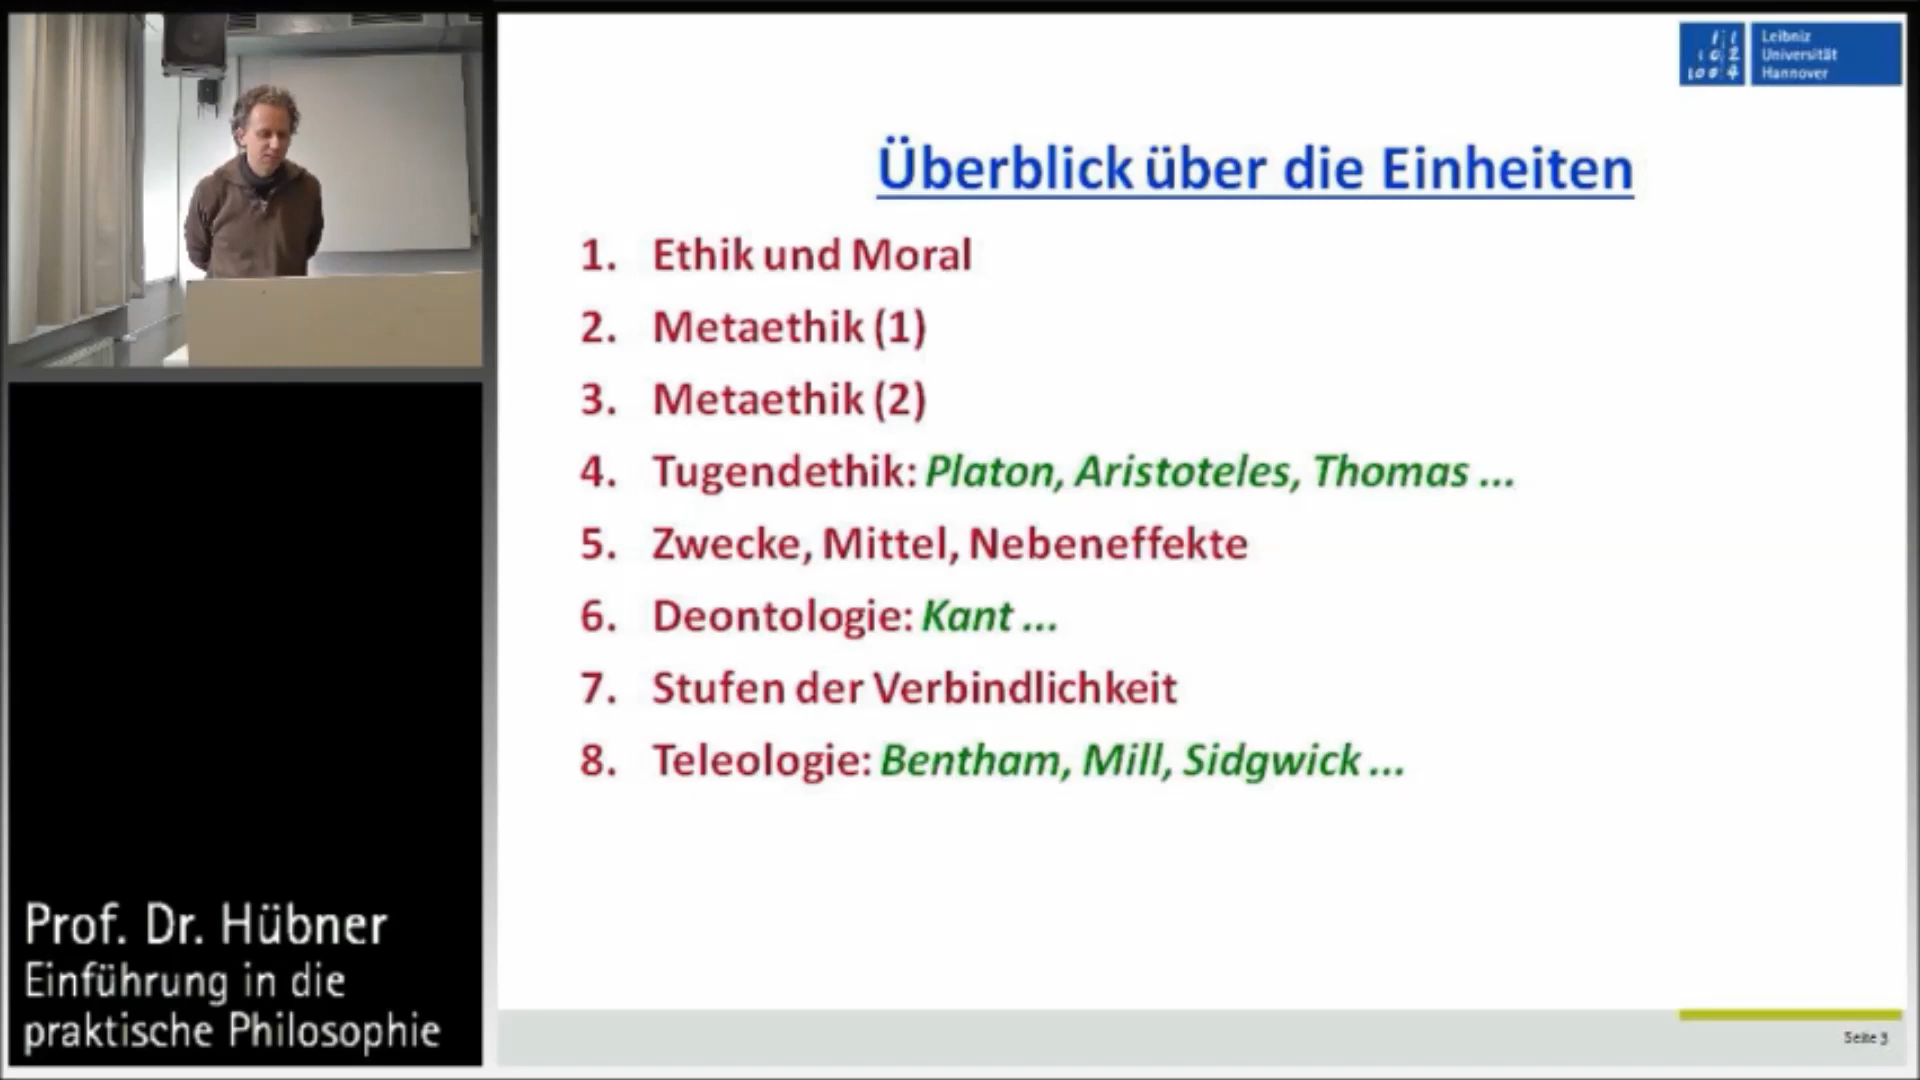 Leibniz
Universität
Hannover
Überblick über die Einheiten
1. Ethik und Moral
2. Metaethik (1)
3. Metaethik (2)
4. Tugendethik: Platon, Aristoteles, Thomas ...
5. Zwecke, Mittel, Nebeneffekte
6. Deontologie: Kant ...
7. Stufen der Verbindlichkeit
8. Teleologie: Bentham, Mill, Sidgwick ...
Prof. Dr. Hübner
Einführung in die
praktische Philosophie
Seite 3